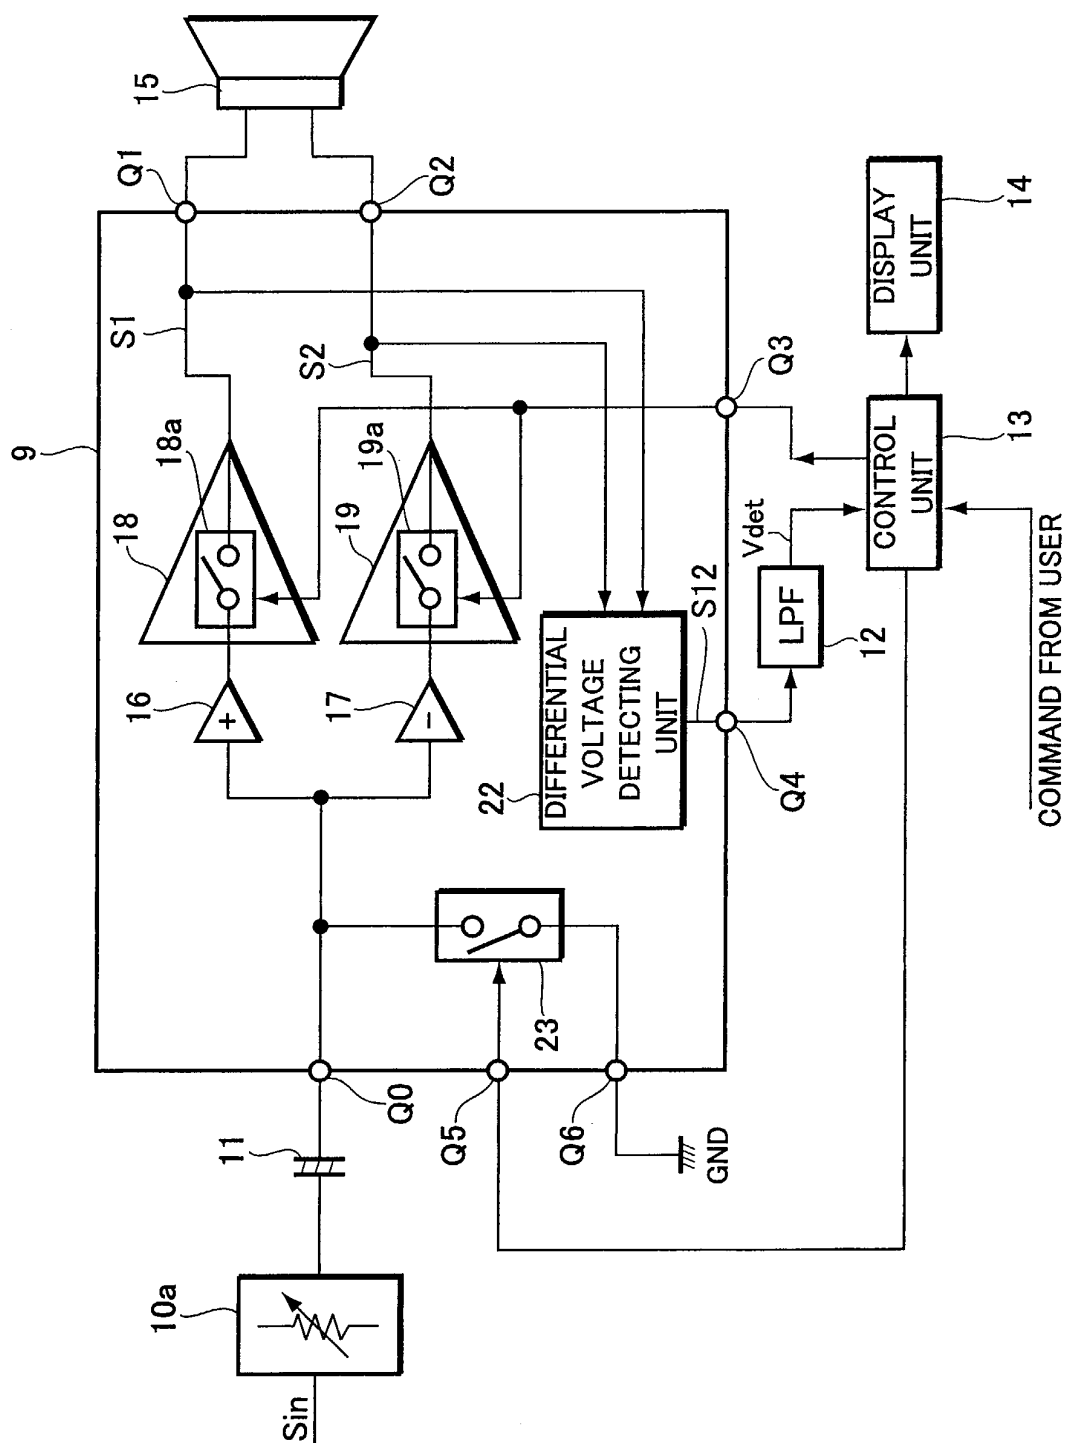 Sin
10a
11
Q0
Q5
Q6
GND
9
16
+
17
-
18
18a
19
19a
S1
S2
Q1
Q2
15
22
DIFFERENTIAL
VOLTAGE
DETECTING
UNIT
23
S12
Q4
Q3
LPF
12
Vdet
CONTROL
UNIT
13
DISPLAY
UNIT
14
COMMAND FROM USER